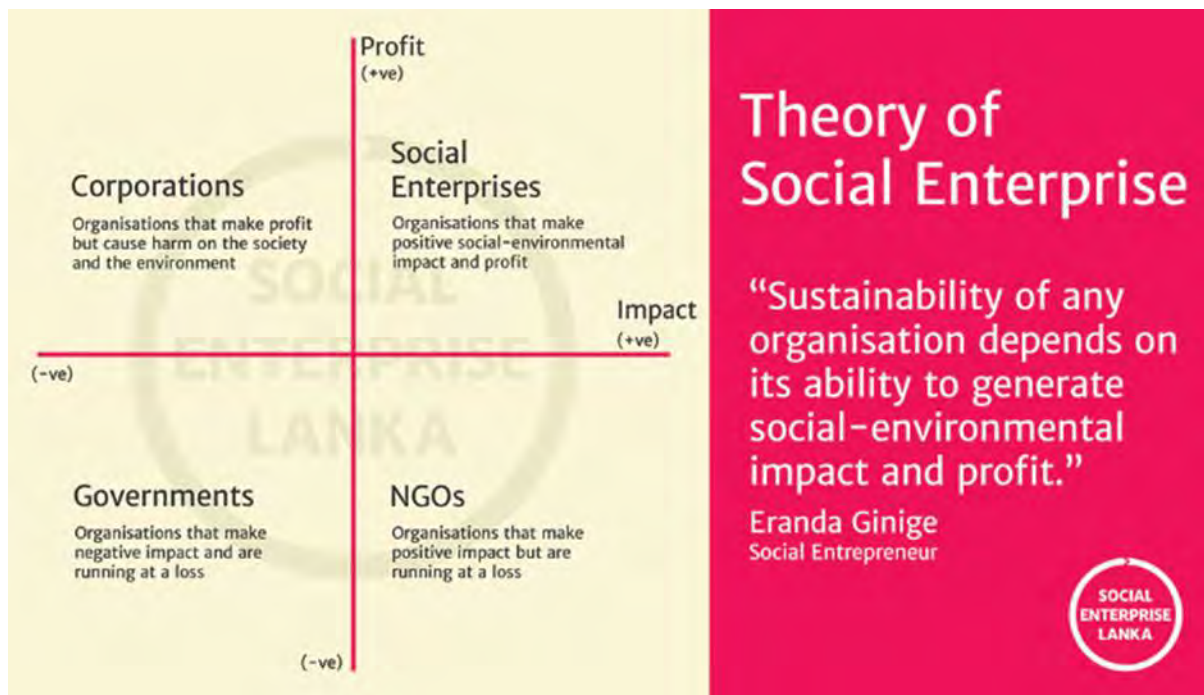 Profit
(+ve)
Corporations
Organisations that make profit
but cause harm on the society
and the environment
Social
Enterprises
Organisations that make
positive social-environmental
impact and profit
Impact
(+ve)
(-ve)
SOCIAL
ENTERPRISE
LANKA
Governments
Organisations that make
negative impact and are
running at a loss
NGOs
Organisations that make
positive impact but are
running at a loss
(-ve)
Theory of
Social Enterprise
“Sustainability of any
organisation depends on
its ability to generate
social-environmental
impact and profit.”
Eranda Ginige
Social Entrepreneur
SOCIAL
ENTERPRISE
LANKA